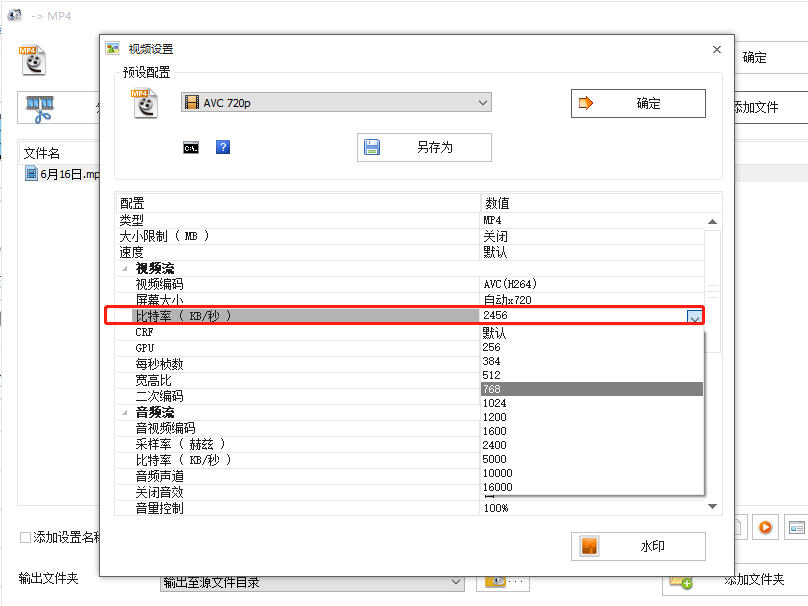 -> MP4
视频设置
MP4
确定
预设配置
MP4
AVC 720p
确定
添加文件
C:\.
?
另存为
文件名
6月16日.mp
配置 数值
类型 MP4
大小限制 ( MB ) 关闭
速度 默认
视频流
视频编码 AVC(H264)
屏幕大小 自动x720
比特率 ( KB/秒 ) 2456
CRF 默认
GPU 256
每秒桢数 384
宽高比 512
二次编码 768
音频流 1024
音视频编码 1200
采样率 ( 赫兹 ) 1600
比特率 ( KB/秒 ) 2400
音频声道 5000
关闭音效 10000
16000
音量控制 100%
添加设置名称
水印
输出文件夹
输出至源文件目录
...
添加文件夹